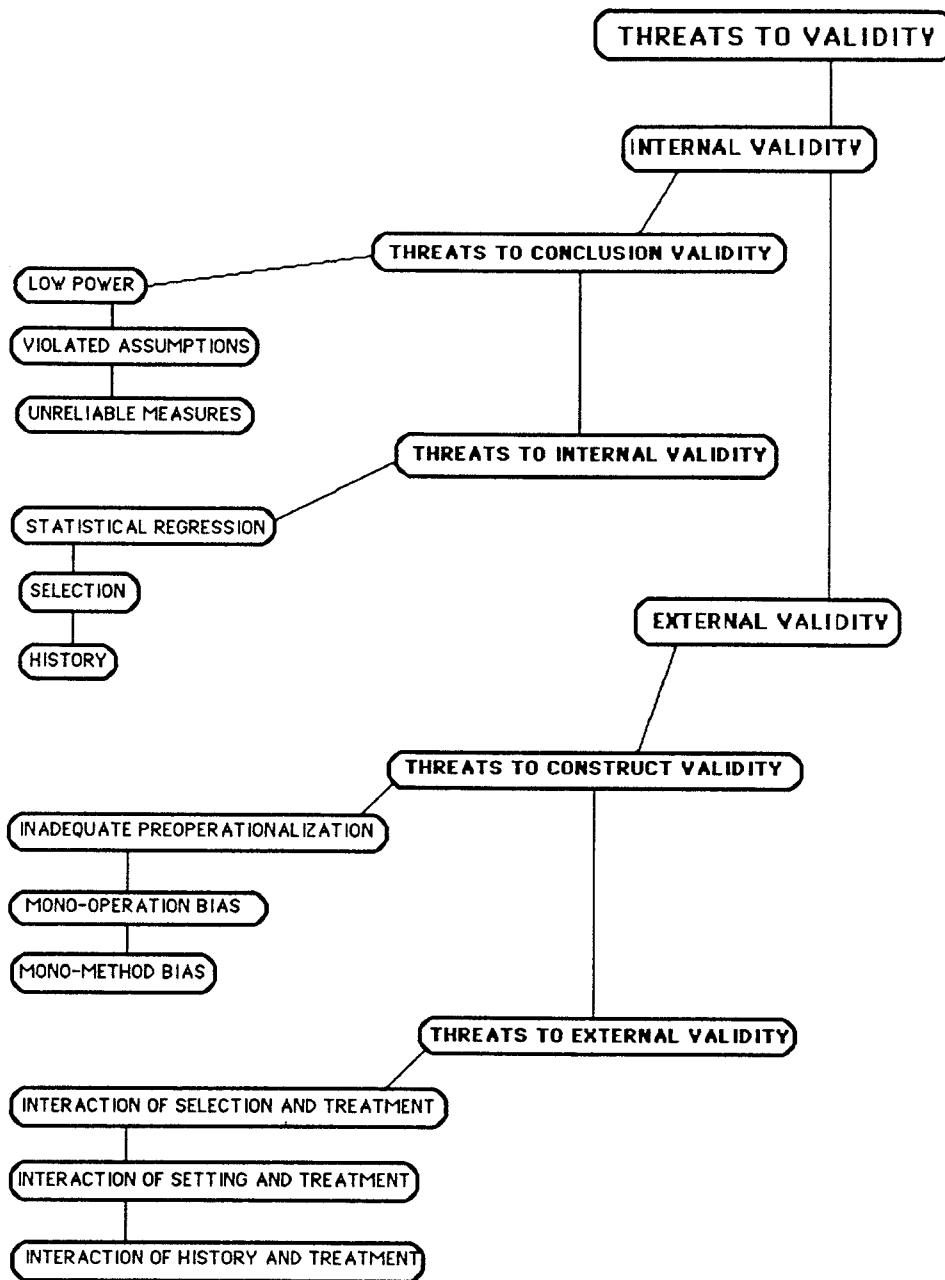 THREATS TO VALIDITY
INTERNAL VALIDITY
THREATS TO CONCLUSION VALIDITY
LOW POWER
VIOLATED ASSUMPTIONS
UNRELIABLE MEASURES
THREATS TO INTERNAL VALIDITY
STATISTICAL REGRESSION
SELECTION
HISTORY
EXTERNAL VALIDITY
THREATS TO CONSTRUCT VALIDITY
INADEQUATE PREOPERATIONALIZATION
MONO-OPERATION BIAS
MONO-METHOD BIAS
THREATS TO EXTERNAL VALIDITY
INTERACTION OF SELECTION AND TREATMENT
INTERACTION OF SETTING AND TREATMENT
INTERACTION OF HISTORY AND TREATMENT